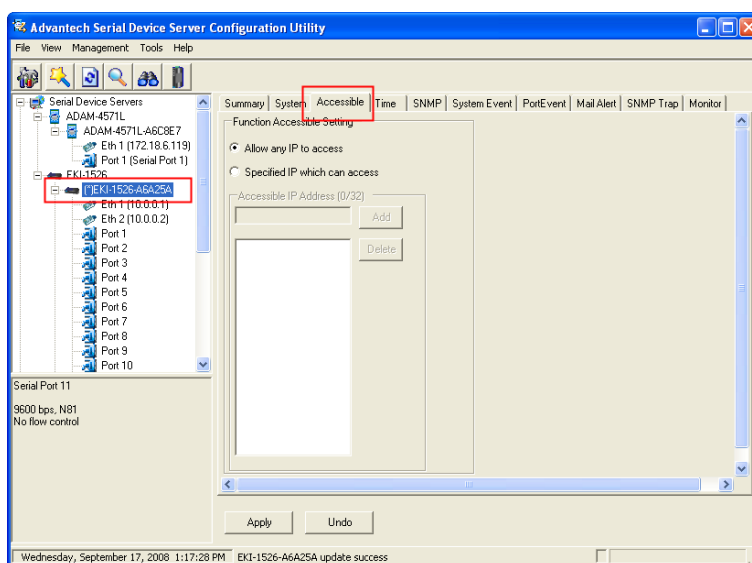 Advantech Serial Device Server Configuration Utility
File View Management Tools Help
Serial Device Servers
ADAM-4571L
ADAM-4571L-A6C8E7
Eth 1 (172.18.6.119)
Port 1 (Serial Port 1)
EKI-1526
(*)EKI-1526-A6A25A
Eth 1 (10.0.0.1)
Eth 2 (10.0.0.2)
Port 1
Port 2
Port 3
Port 4
Port 5
Port 6
Port 7
Port 8
Port 9
Port 10
Serial Port 11
9600 bps, N81
No flow control
Summary System Accessible Time SNMP System Event PortEvent Mail Alert SNMP Trap Monitor
Function Accessible Setting
Allow any IP to access
Specified IP which can access
Accessible IP Address [0/32]
Add
Delete
Apply Undo
Wednesday, September 17, 2008 1:17:28 PM EKI-1526-A6A25A update success